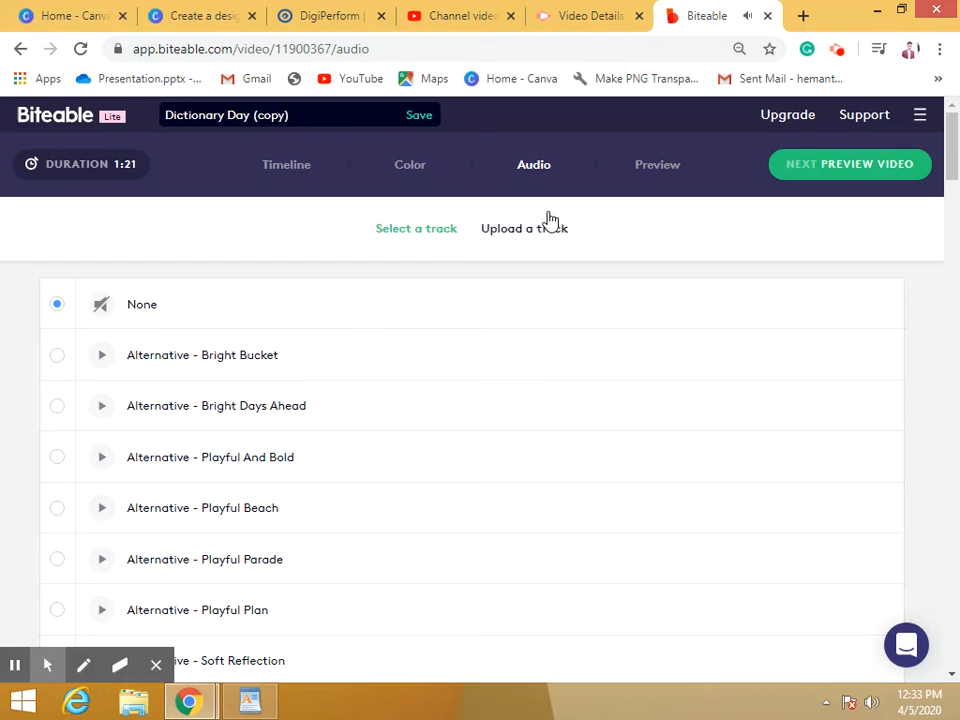 Home - Canv
Create a desi
DigiPerform
Channel vide
Video Details
Biteable
app.biteable.com/video/11900367/audio
Apps
Presentation.pptx -...
Gmail
YouTube
Maps
Home - Canva
Make PNG Transpa...
Sent Mail - hemant...
»
Biteable Lite
Dictionary Day (copy)
Save
Upgrade
Support
DURATION 1:21
Timeline
Color
Audio
Preview
NEXT PREVIEW VIDEO
Select a track
Upload a track
None
Alternative - Bright Bucket
Alternative - Bright Days Ahead
Alternative - Playful And Bold
Alternative - Playful Beach
Alternative - Playful Parade
Alternative - Playful Plan
ive - Soft Reflection
12:33 PM
4/5/2020